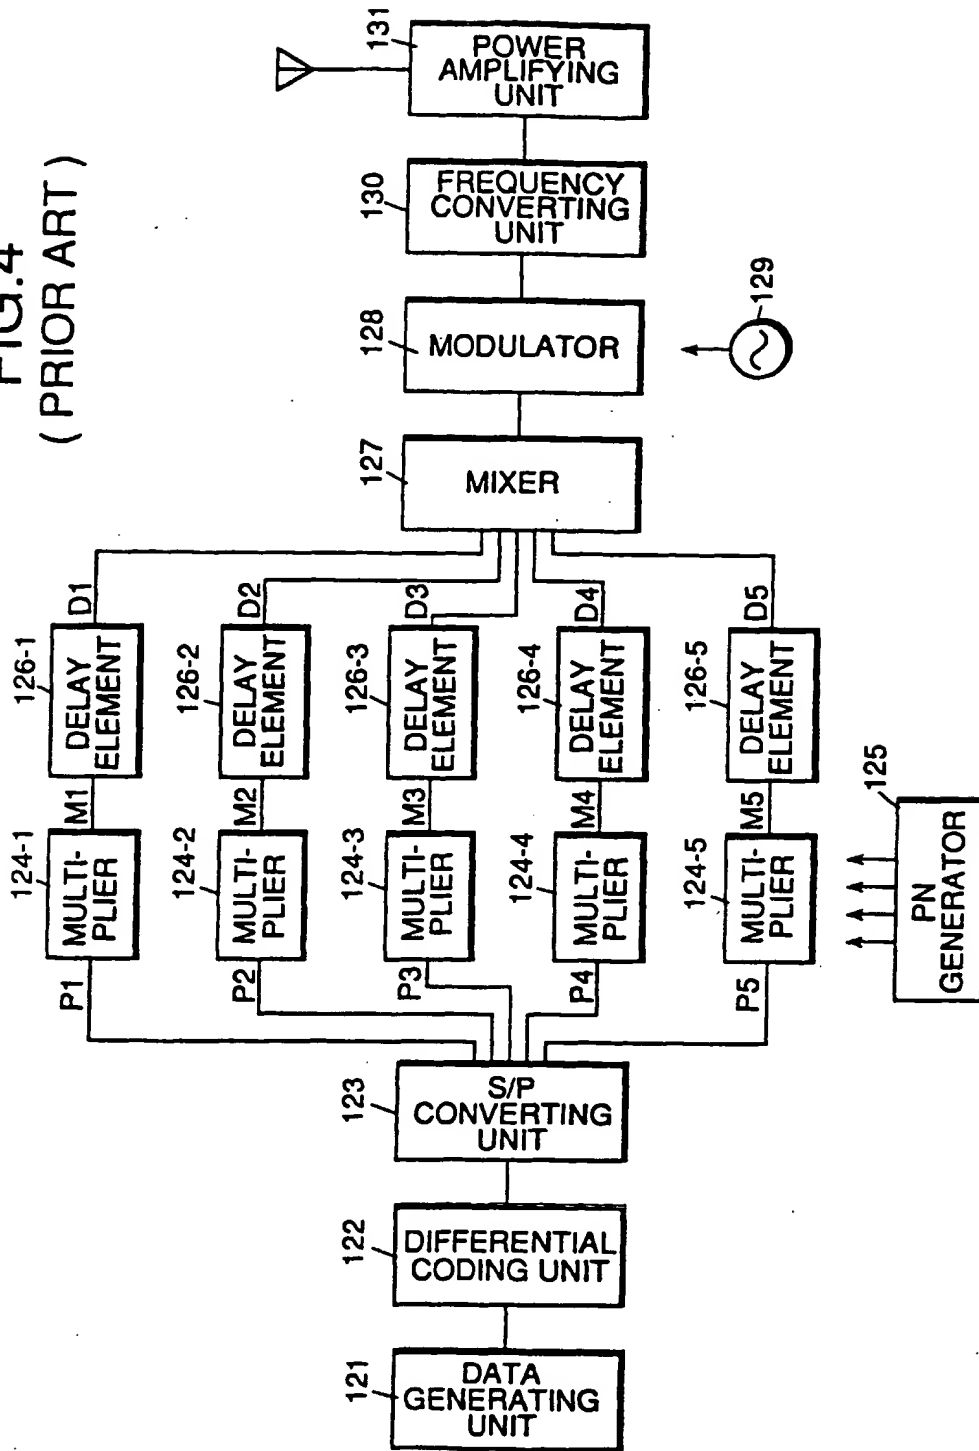 FIG.4
( PRIOR ART )
121
DATA
GENERATING
UNIT
122
DIFFERENTIAL
CODING UNIT
123
S/P
CONVERTING
UNIT
P1
124-1
MULTI-
PLIER
M1
126-1
DELAY
ELEMENT
D1
P2
124-2
MULTI-
PLIER
M2
126-2
DELAY
ELEMENT
D2
P3
124-3
MULTI-
PLIER
M3
126-3
DELAY
ELEMENT
D3
P4
124-4
MULTI-
PLIER
M4
126-4
DELAY
ELEMENT
D4
P5
124-5
MULTI-
PLIER
M5
126-5
DELAY
ELEMENT
D5
125
PN
GENERATOR
127
MIXER
128
MODULATOR
129
130
FREQUENCY
CONVERTING
UNIT
131
POWER
AMPLIFYING
UNIT